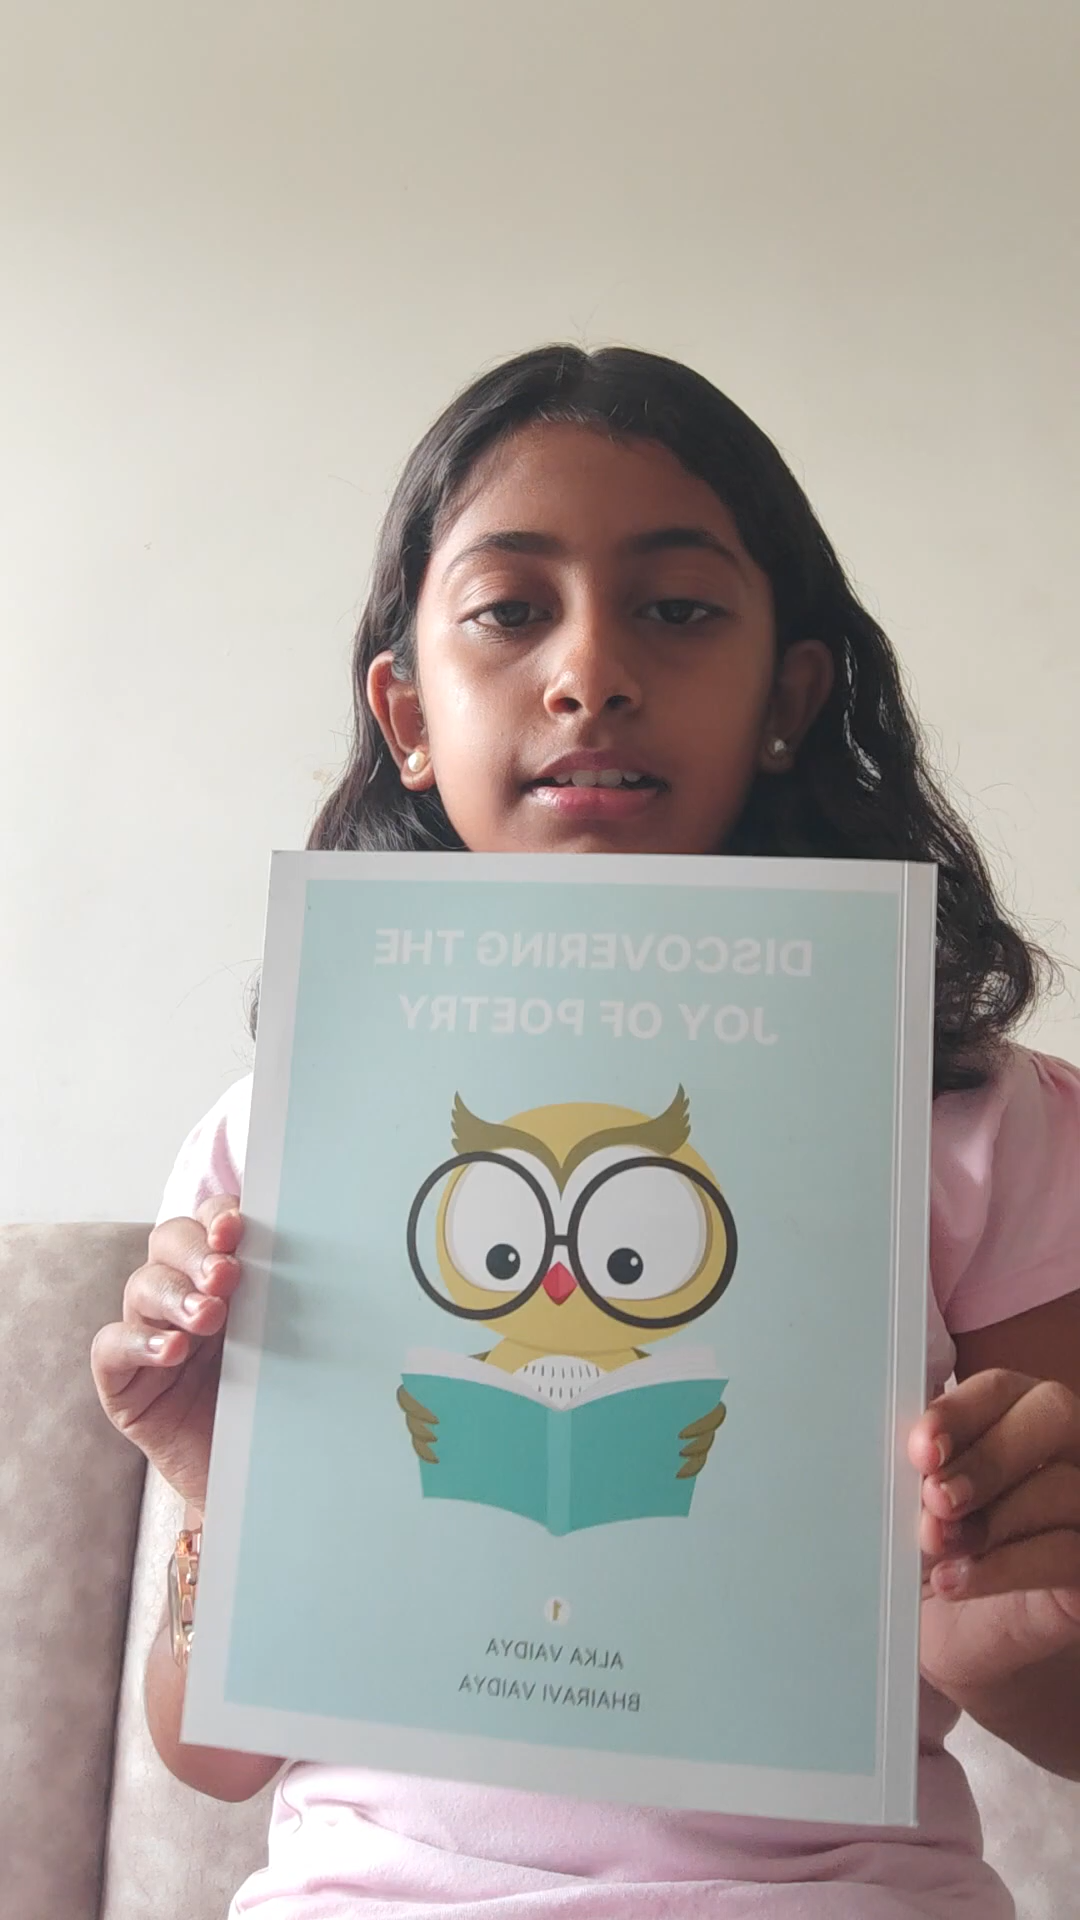 DISCOVERING THE
JOY OF POETRY
1
ALKA VAIDYA
BHAIRAVI VAIDYA